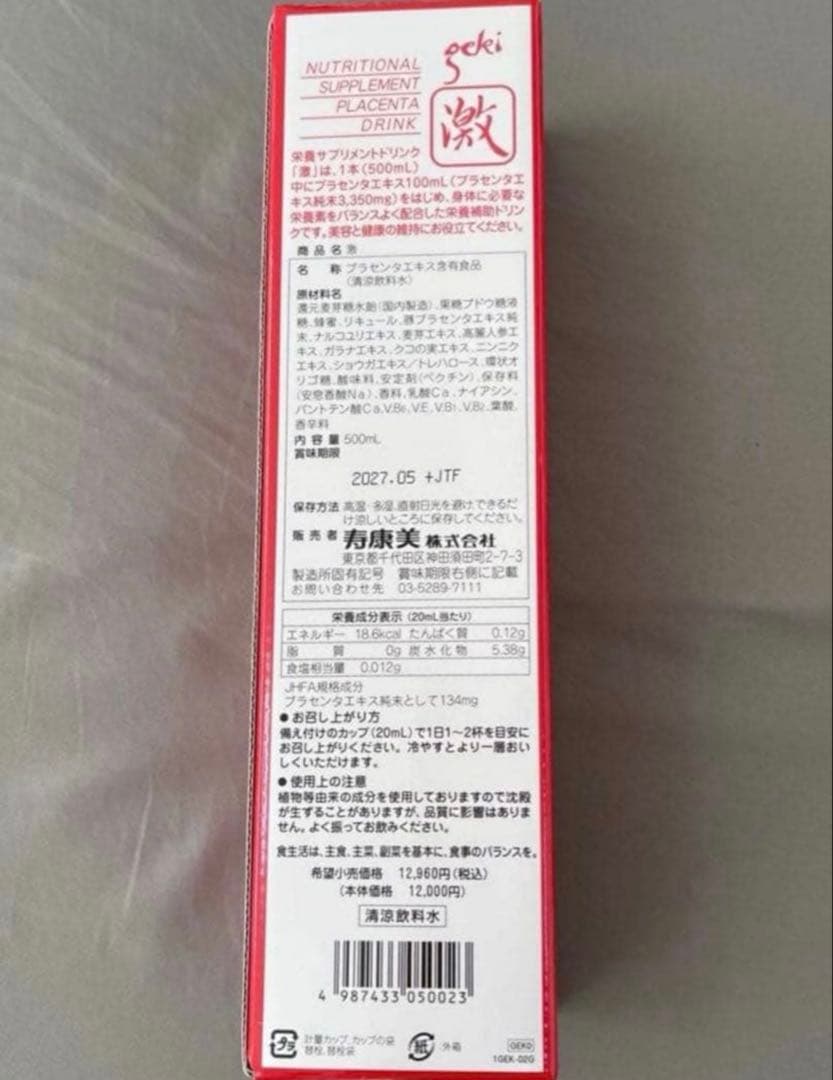 geki
NUTRITIONAL
SUPPLEMENT
PLACENTA
DRINK
激
栄養サプリメントドリンク
「激」は、1本(500mL)
中にプラセンタエキス100mL(プラセンタエ
キス純末3,350mg)をはじめ、身体に必要な
栄養素をバランスよく配合した栄養補助ドリン
クです。美容と健康の維持にお役立てください。
商品名 激
名称 プラセンタエキス含有食品
(清涼飲料水)
原材料名
還元麦芽糖水飴(国内製造)、果糖ブドウ糖液
糖、蜂蜜、リキュール、豚プラセンタエキス純
末、ナルコユリエキス、麦芽エキス、高麗人参エ
キス、ガラナエキス、クコの実エキス、ニンニク
エキス、ショウガエキス/トレハロース、環状オ
リゴ糖、酸味料、安定剤(ペクチン)、保存料
(安息香酸Na)、香料、乳酸Ca、ナイアシン、
パントテン酸Ca、V.B6、V.E、V.B1、V.B2、葉酸、
香辛料
内容量 500mL
賞味期限
2027.05 +JTF
保存方法 高温・多湿、直射日光を避け、できるだ
け涼しいところに保存してください。
販売者 寿康美株式会社
東京都千代田区神田須田町2-7-3
製造所固有記号 賞味期限右側に記載
お問い合わせ先 03-5289-7111
栄養成分表示(20mL当たり)
エネルギー 18.6kcal たんぱく質 0.12g
脂質 0g 炭水化物 5.38g
食塩相当量 0.012g
JHFA規格成分
プラセンタエキス純末として134mg
●お召し上がり方
備え付けのカップ(20mL)で1日1〜2杯を目安に
お召し上がりください。冷やすとより一層おい
しくいただけます。
●使用上の注意
植物等由来の成分を使用しておりますので沈殿
が生ずることがありますが、品質に影響はありま
せん。よく振ってお飲みください。
食生活は、主食、主菜、副菜を基本に、食事のバランスを。
希望小売価格 12,960円(税込)
(本体価格 12,000円)
清涼飲料水
4 987433 050023
プラ 計量カップ、カップの袋
替栓、替栓袋
紙 外箱
GEKO
1GEK-02G